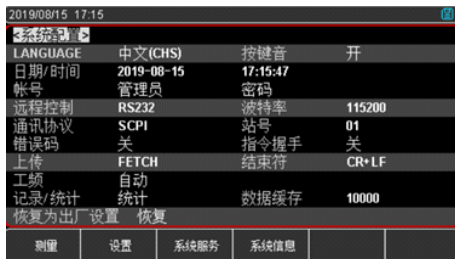 2019/08/15 17:15
<系统配置>
LANGUAGE 中文(CHS) 按键音 开
日期/时间 2019-08-15 17:15:47
帐号 管理员 密码
远程控制 RS232 波特率 115200
通讯协议 SCPI 站号 01
错误码 关 指令握手 关
上传 FETCH 结束符 CR+LF
工频 自动
记录/统计 统计 数据缓存 10000
恢复为出厂设置 恢复
测量 设置 系统服务 系统信息